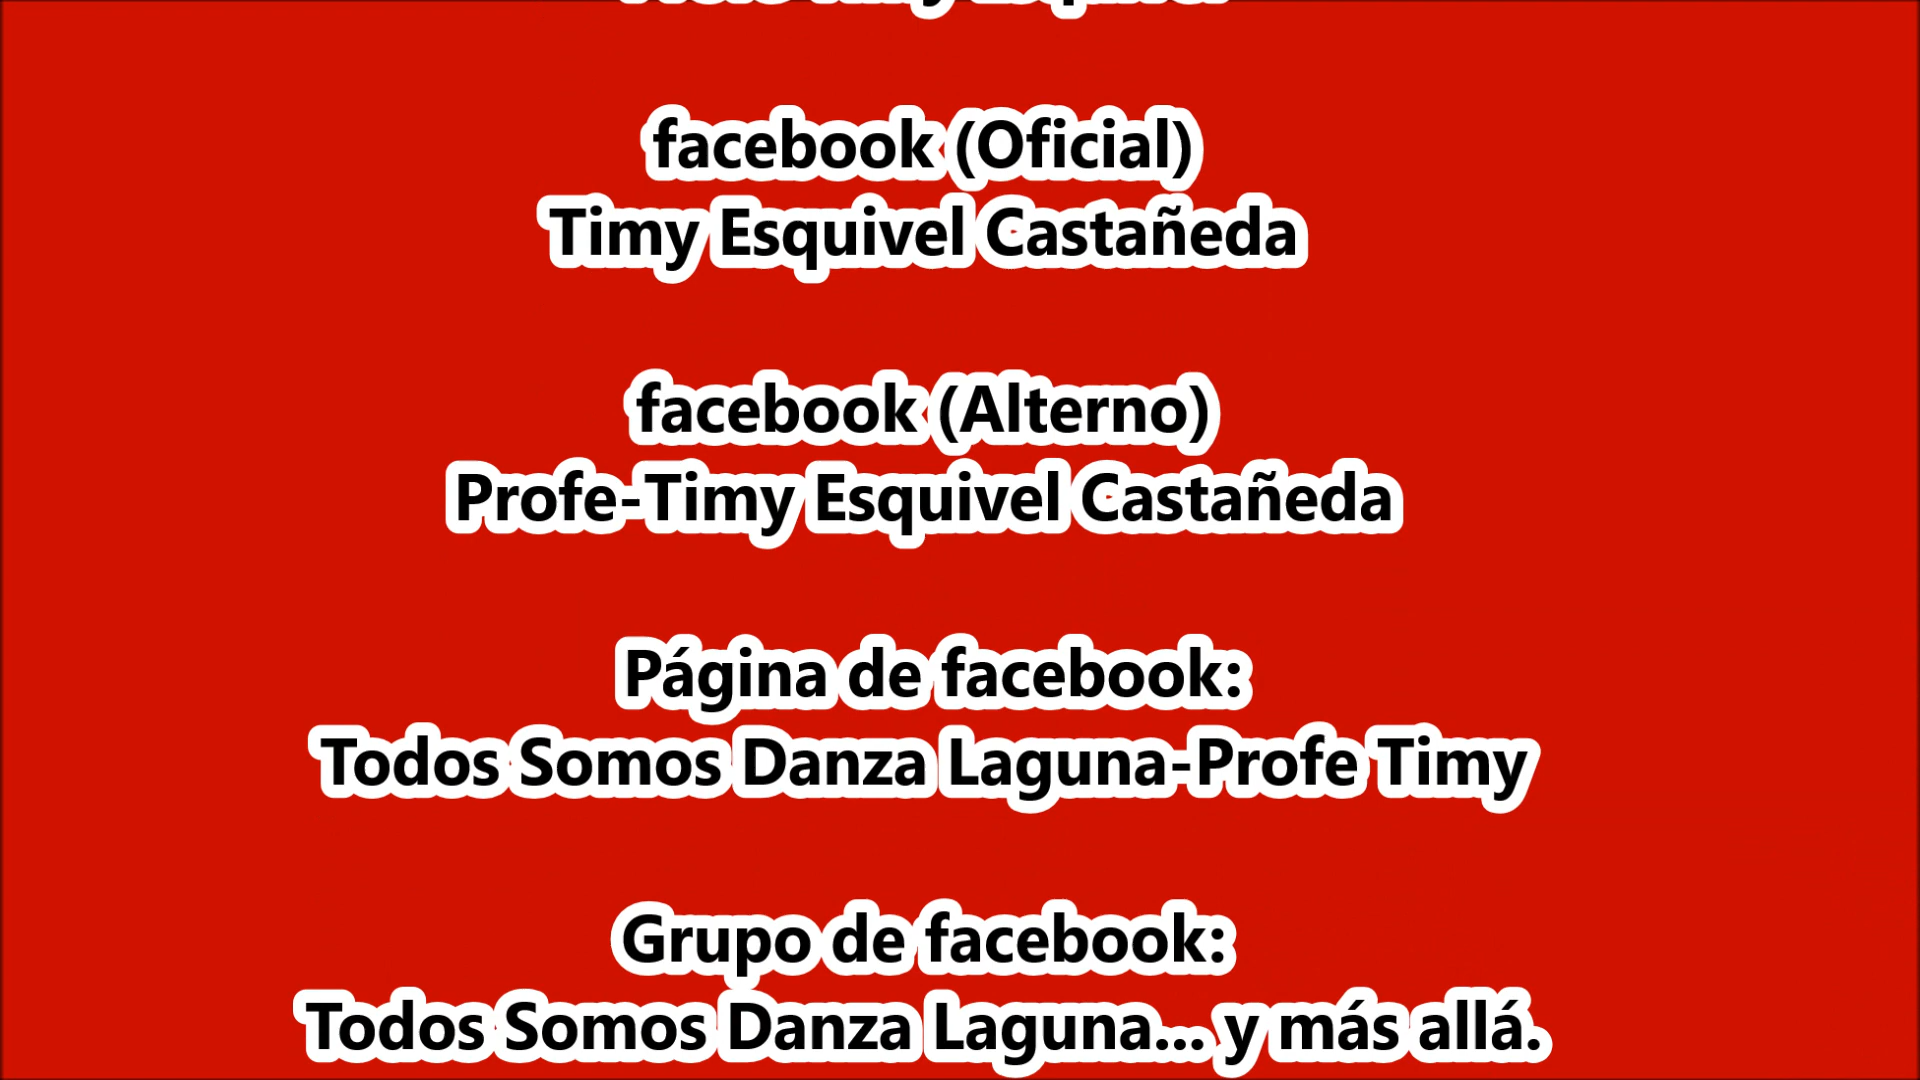 facebook (Oficial)
Timy Esquivel Castañeda
facebook (Alterno)
Profe-Timy Esquivel Castañeda
Página de facebook:
Todos Somos Danza Laguna-Profe Timy
Grupo de facebook:
Todos Somos Danza Laguna... y más allá.